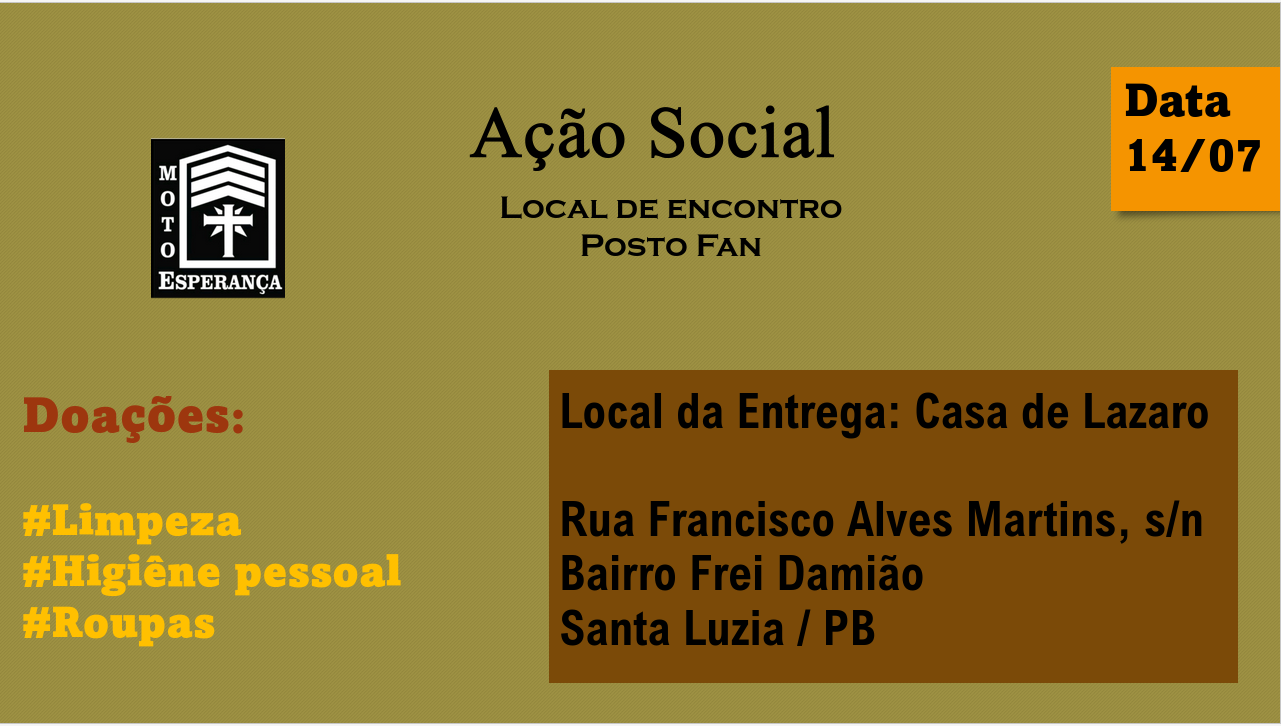 Ação Social
LOCAL DE ENCONTRO
POSTO FAN
Data
14/07
MOTO
ESPERANÇA
Doações:
#Limpeza
#Higiêne pessoal
#Roupas
Local da Entrega: Casa de Lazaro
Rua Francisco Alves Martins, s/n
Bairro Frei Damião
Santa Luzia / PB